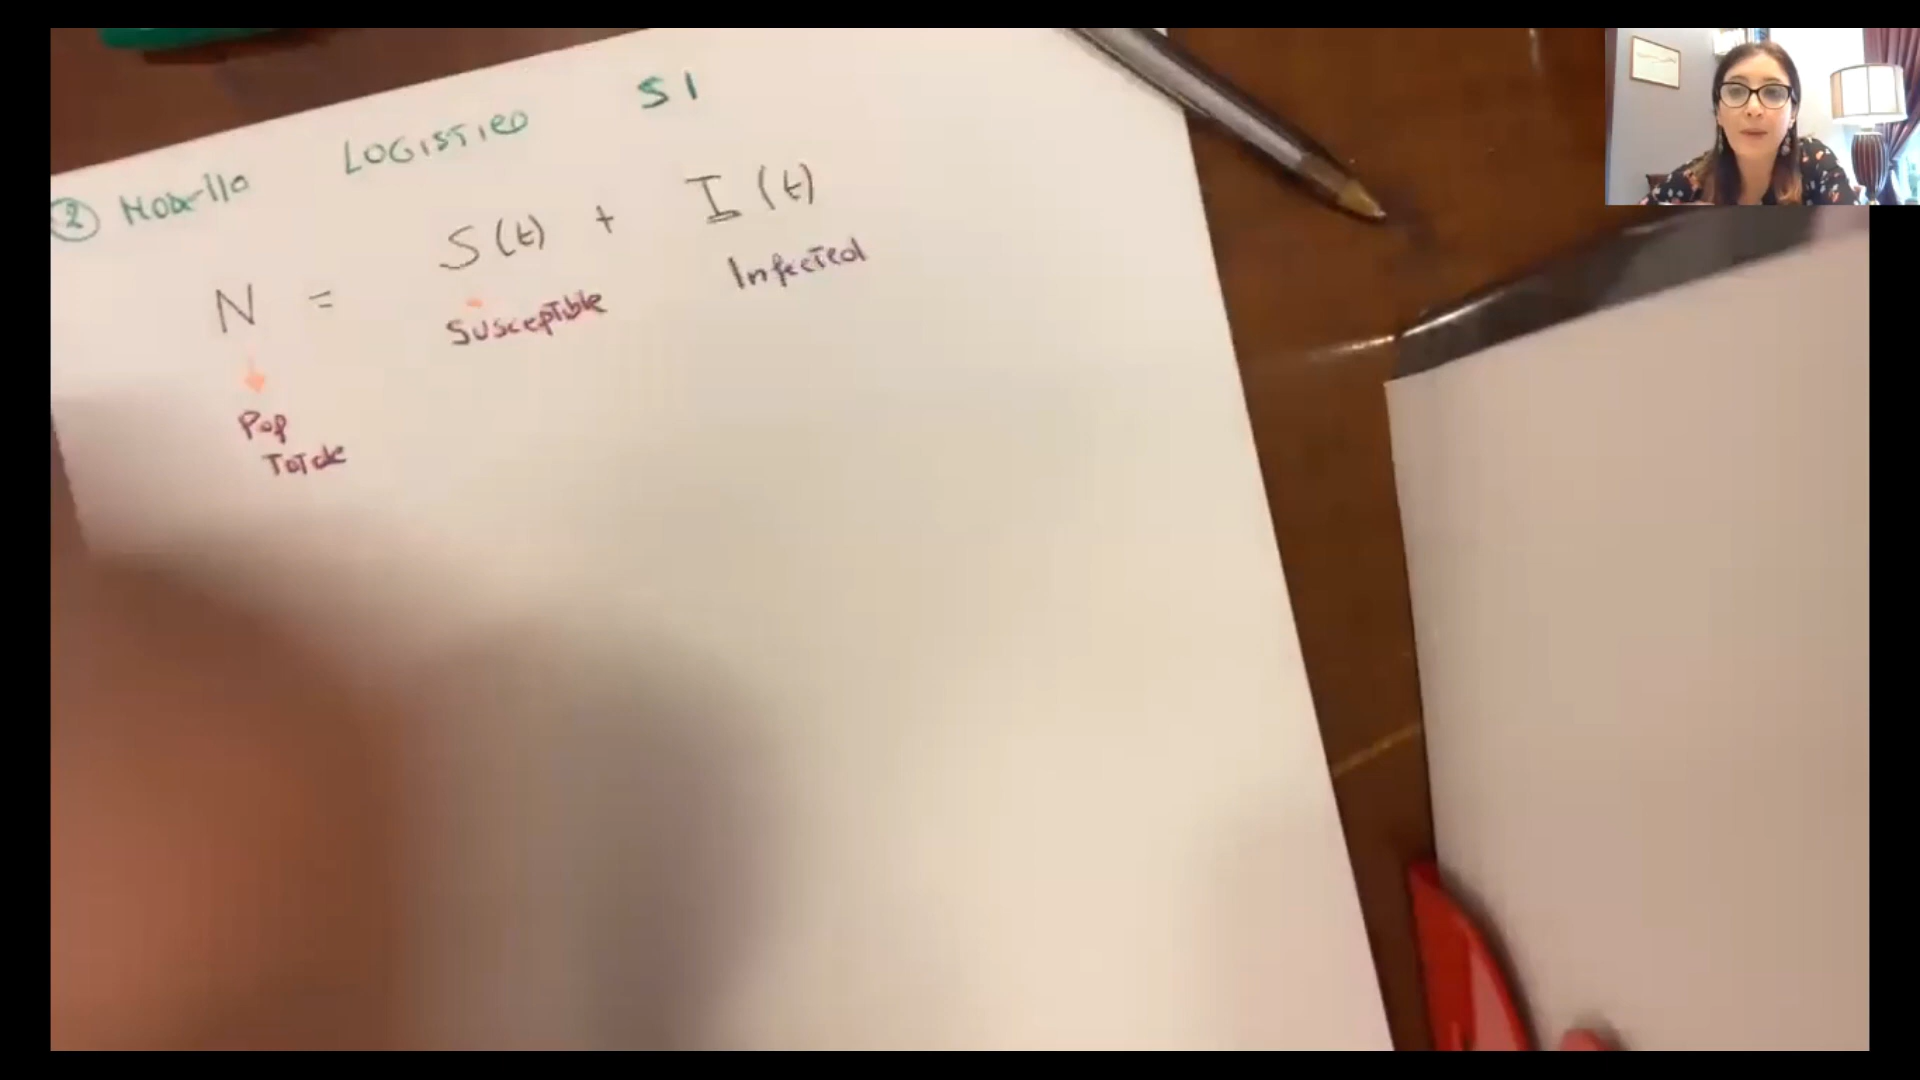 ② Modello LOGISTICO SI
N = S(t) + I(t)
Susceptible Infected
Pop
Totale